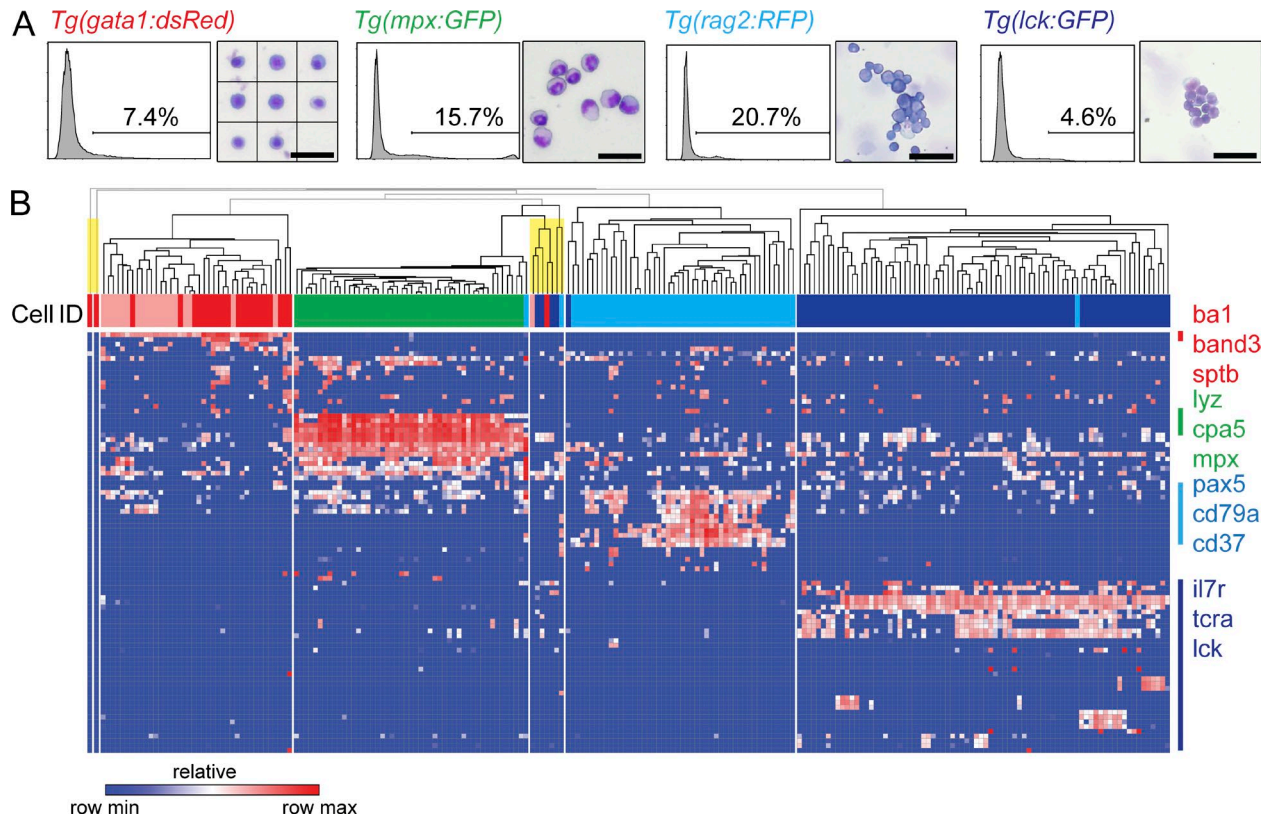 A
Tg(gata1:dsRed)
Tg(mpx:GFP)
Tg(rag2:RFP)
Tg(lck:GFP)
7.4%
15.7%
20.7%
4.6%
B
Cell ID
ba1
band3
sptb
lyz
cpa5
mpx
pax5
cd79a
cd37
il7r
tcra
lck
relative
row min
row max